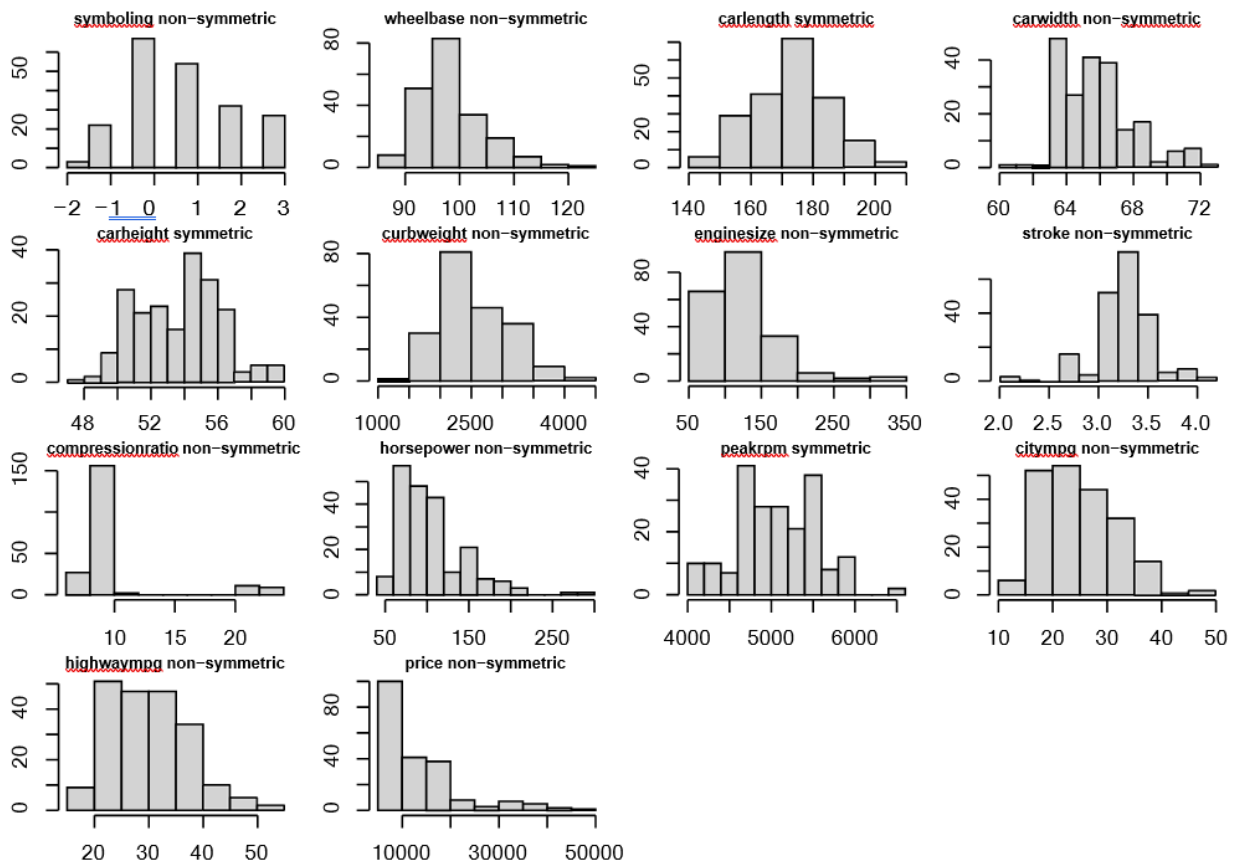 symboling non-symmetric
wheelbase non-symmetric
carlength symmetric
carwidth non-symmetric
0 20 50
0 40 80
0 20 50
0 20 40
-2 -1 0 1 2 3
90 100 110 120
140 160 180 200
60 64 68 72
carheight symmetric
curbweight non-symmetric
enginesize non-symmetric
stroke non-symmetric
0 20 40
0 40 80
0 40 80
0 40
48 52 56 60
1000 2500 4000
50 150 250 350
2.0 2.5 3.0 3.5 4.0
compressionratio non-symmetric
horsepower non-symmetric
peakrpm symmetric
citympg non-symmetric
0 50 150
0 20 40
0 20 40
0 20 40
10 15 20
50 150 250
4000 5000 6000
10 20 30 40 50
highwaympg non-symmetric
price non-symmetric
0 20 40
0 40 80
20 30 40 50
10000 30000 50000